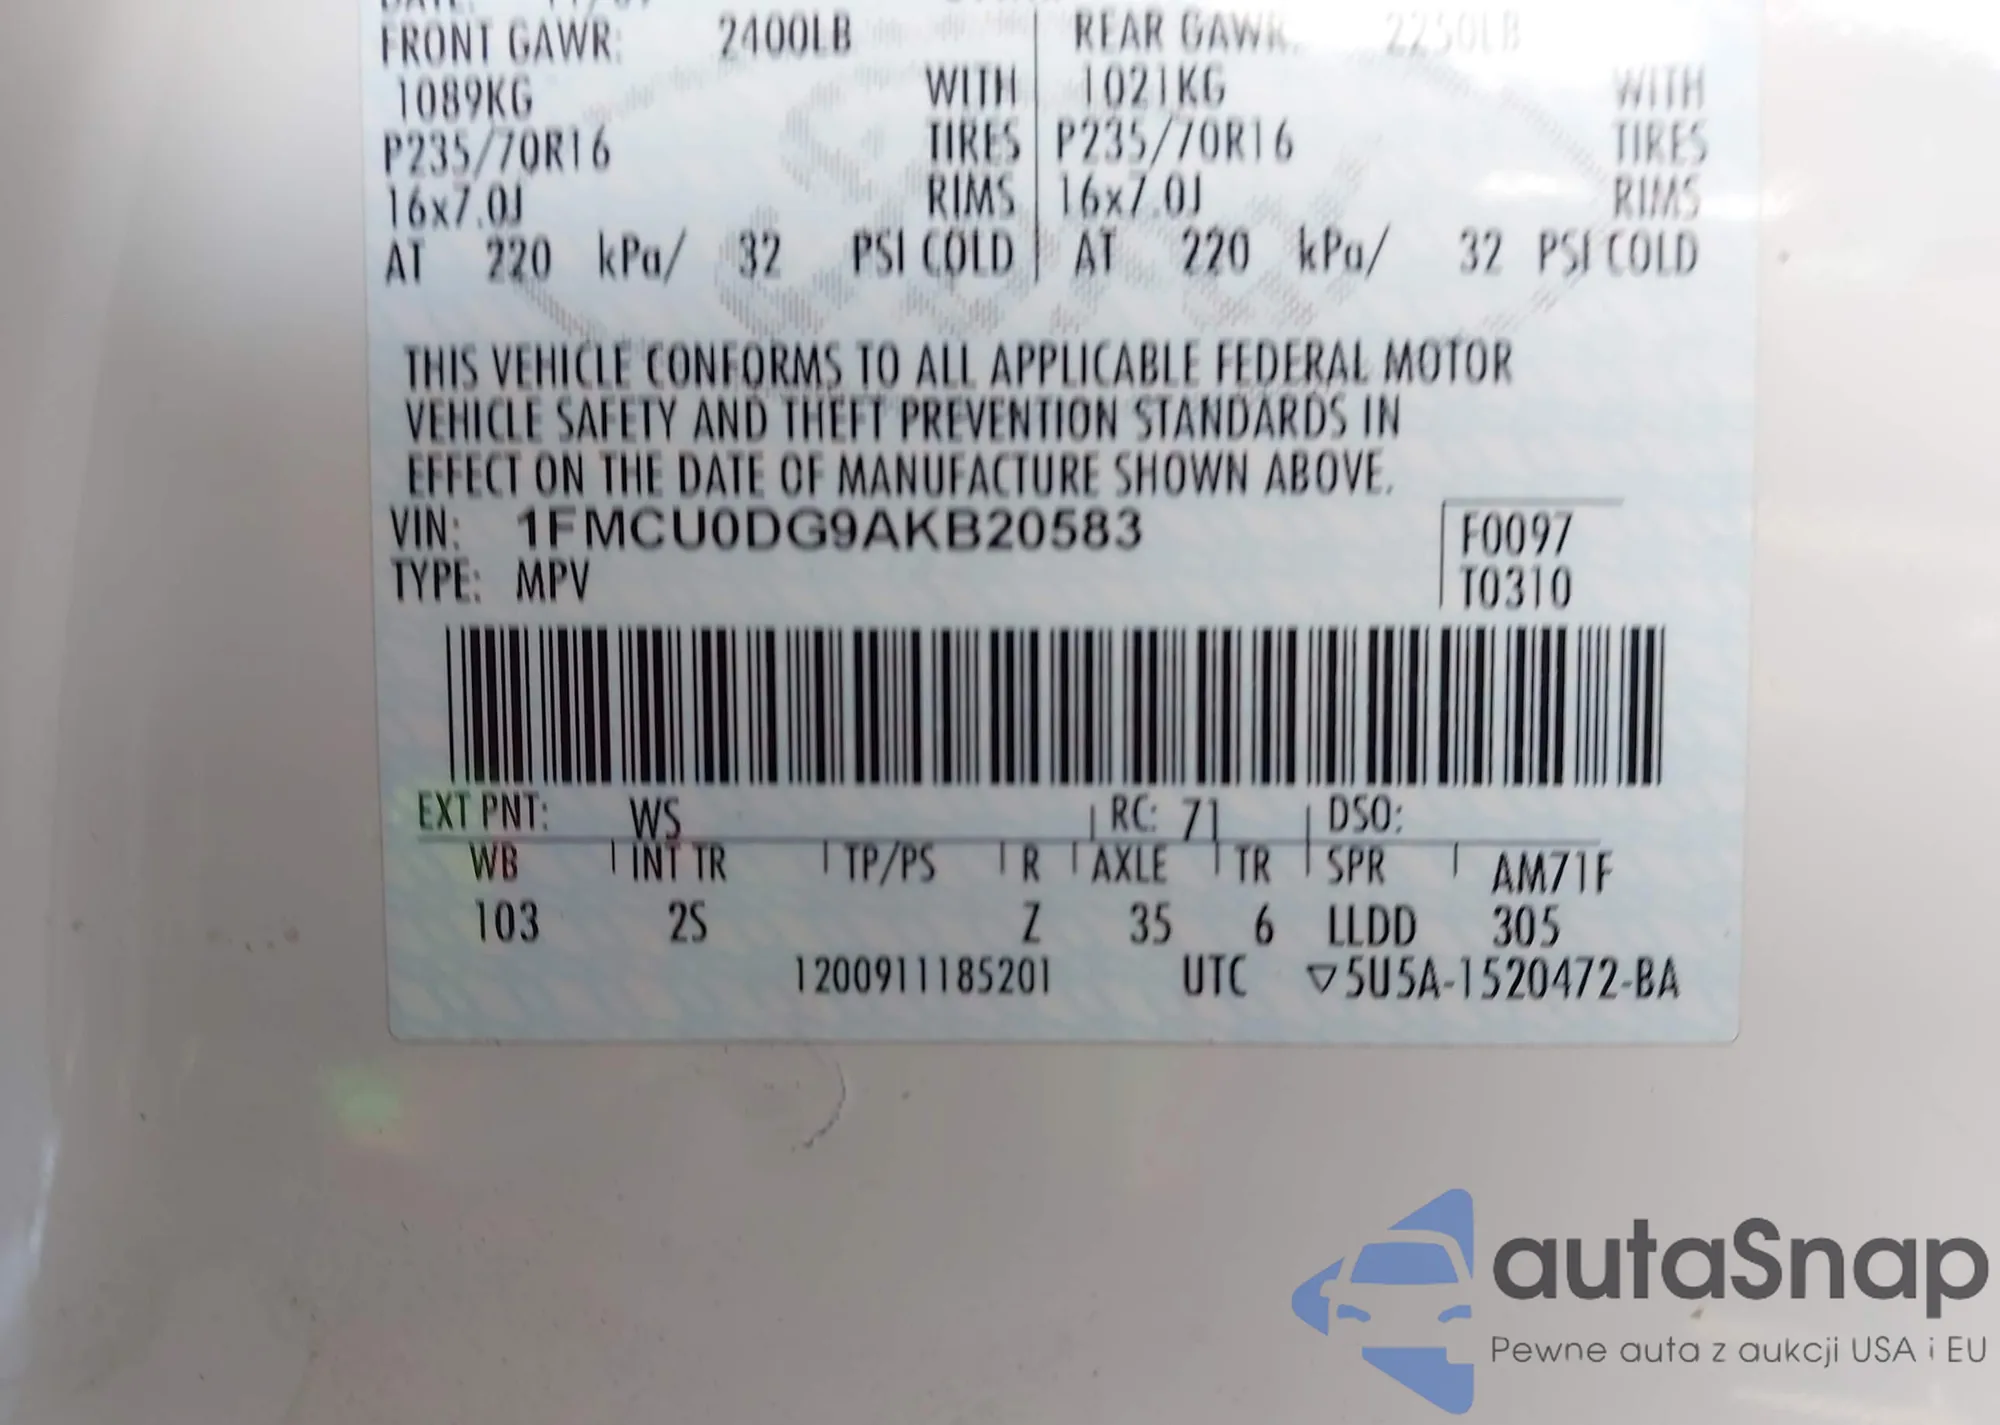 FRONT GAWR: 2400LB REAR GAWR: 2250LB
1089KG WITH 1021KG WITH
P235/70R16 TIRES P235/70R16 TIRES
16x7.0J RIMS 16x7.0J RIMS
AT 220 kPa/ 32 PSI COLD AT 220 kPa/ 32 PSI COLD
THIS VEHICLE CONFORMS TO ALL APPLICABLE FEDERAL MOTOR
VEHICLE SAFETY AND THEFT PREVENTION STANDARDS IN
EFFECT ON THE DATE OF MANUFACTURE SHOWN ABOVE.
VIN: 1FMCU0DG9AKB20583 F0097
TYPE: MPV T0310
EXT PNT: WS RC: 71 DSO:
WB INT TR TP/PS R AXLE TR SPR AM71F
103 2S Z 35 6 LLDD 305
1200911185201 UTC ▽5U5A-1520472-BA
autaSnap
Pewne auta z aukcji USA i EU